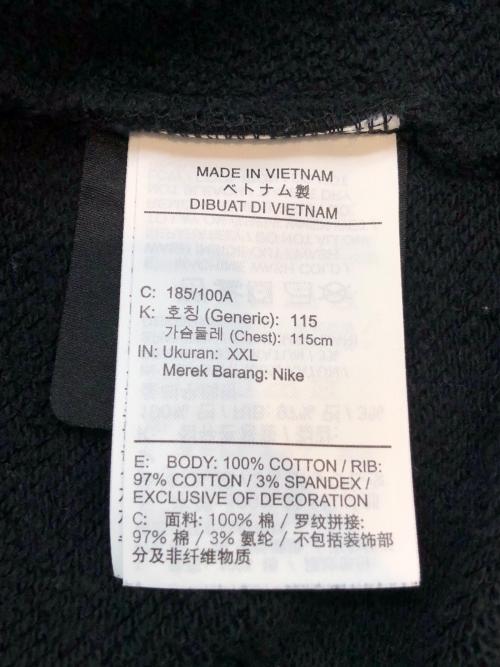 MADE IN VIETNAM
ベトナム製
DIBUAT DI VIETNAM
C: 185/100A
K: 호칭 (Generic): 115
가슴둘레 (Chest): 115cm
IN: Ukuran: XXL
Merek Barang: Nike
E: BODY: 100% COTTON / RIB:
97% COTTON / 3% SPANDEX /
EXCLUSIVE OF DECORATION
C: 面料: 100% 棉 / 罗纹拼接:
97% 棉 / 3% 氨纶 / 不包括装饰部
分及非纤维物质